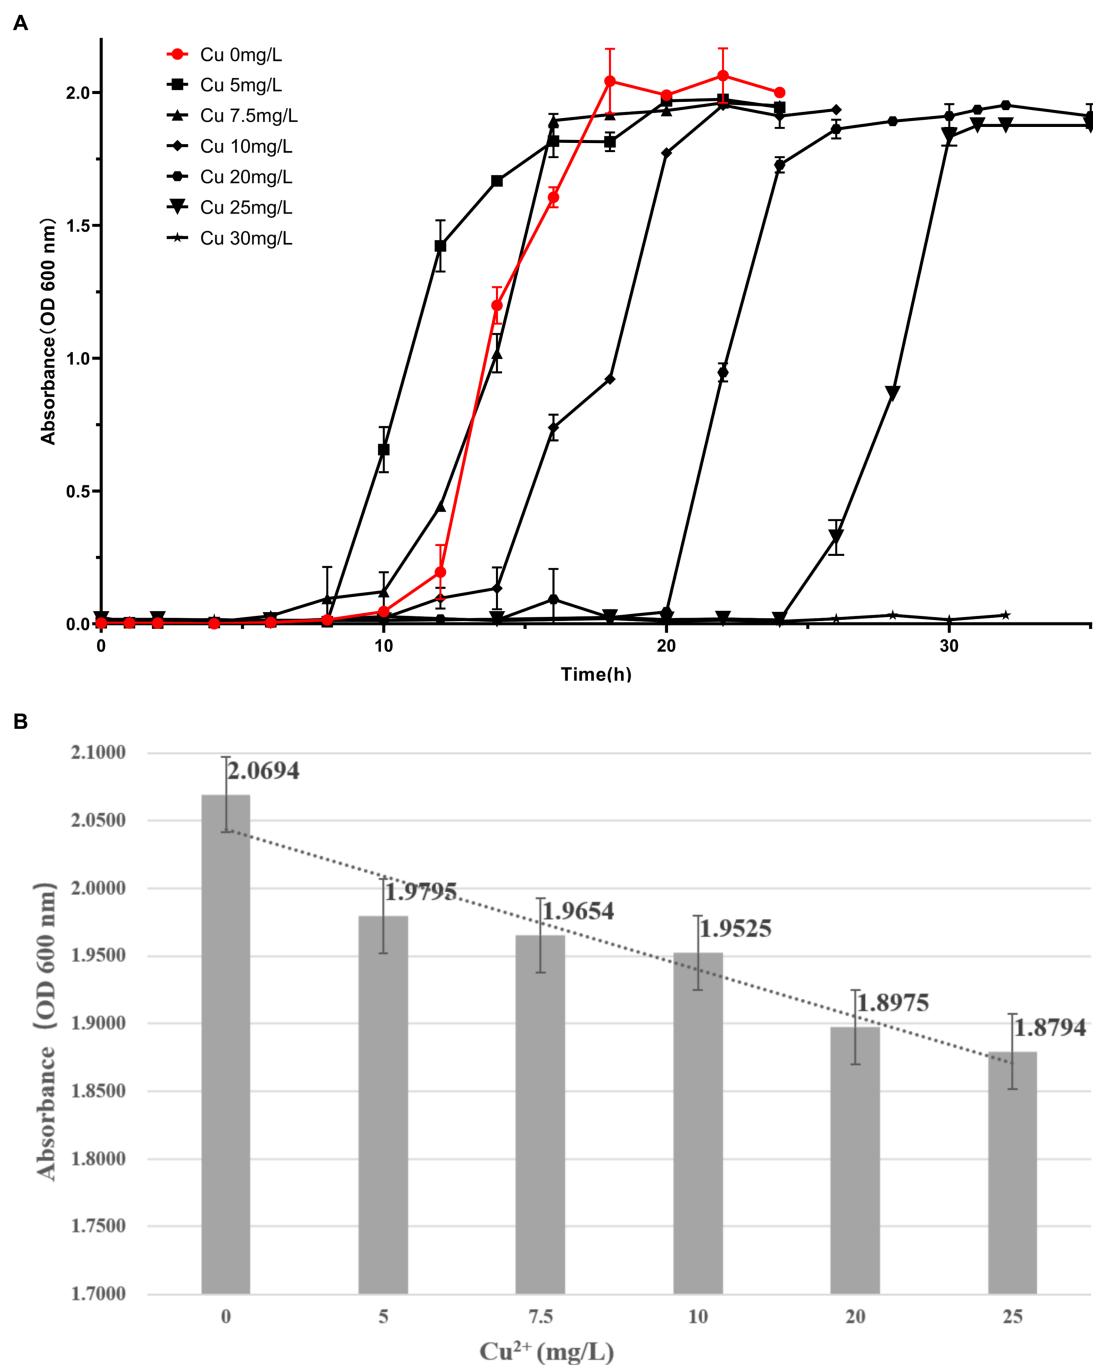 A
Cu 0mg/L
Cu 5mg/L
Cu 7.5mg/L
Cu 10mg/L
Cu 20mg/L
Cu 25mg/L
Cu 30mg/L
Absorbance(OD 600 nm)
2.0
1.5
1.0
0.5
0.0
0 10 20 30
Time(h)
B
Absorbance (OD 600 nm)
2.1000
2.0500
2.0000
1.9500
1.9000
1.8500
1.8000
1.7500
1.7000
2.0694
1.9795
1.9654
1.9525
1.8975
1.8794
0 5 7.5 10 20 25
Cu²⁺ (mg/L)